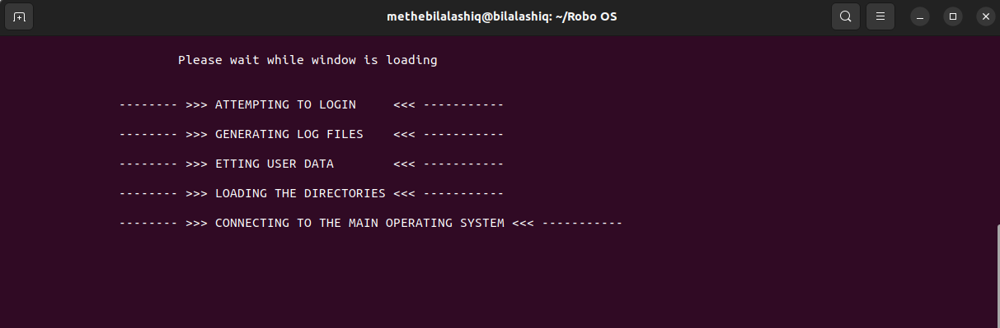 methebilalashiq@bilalashiq: ~/Robo OS
Please wait while window is loading
-------- >>> ATTEMPTING TO LOGIN     <<< -----------
-------- >>> GENERATING LOG FILES    <<< -----------
-------- >>> ETTING USER DATA        <<< -----------
-------- >>> LOADING THE DIRECTORIES <<< -----------
-------- >>> CONNECTING TO THE MAIN OPERATING SYSTEM <<< -----------